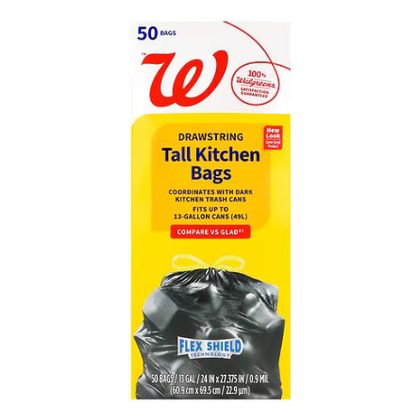 50 BAGS
W
100%
Walgreens
SATISFACTION
GUARANTEED
DRAWSTRING
Tall Kitchen
Bags
New
Look
COORDINATES WITH DARK
KITCHEN TRASH CANS
FITS UP TO
13-GALLON CANS (49L)
COMPARE VS GLAD®†
FLEX SHIELD
TECHNOLOGY
50 BAGS / 13 GAL / 24 IN x 27.375 IN / 0.9 MIL
(60.9 cm x 69.5 cm / 22.9 µm)